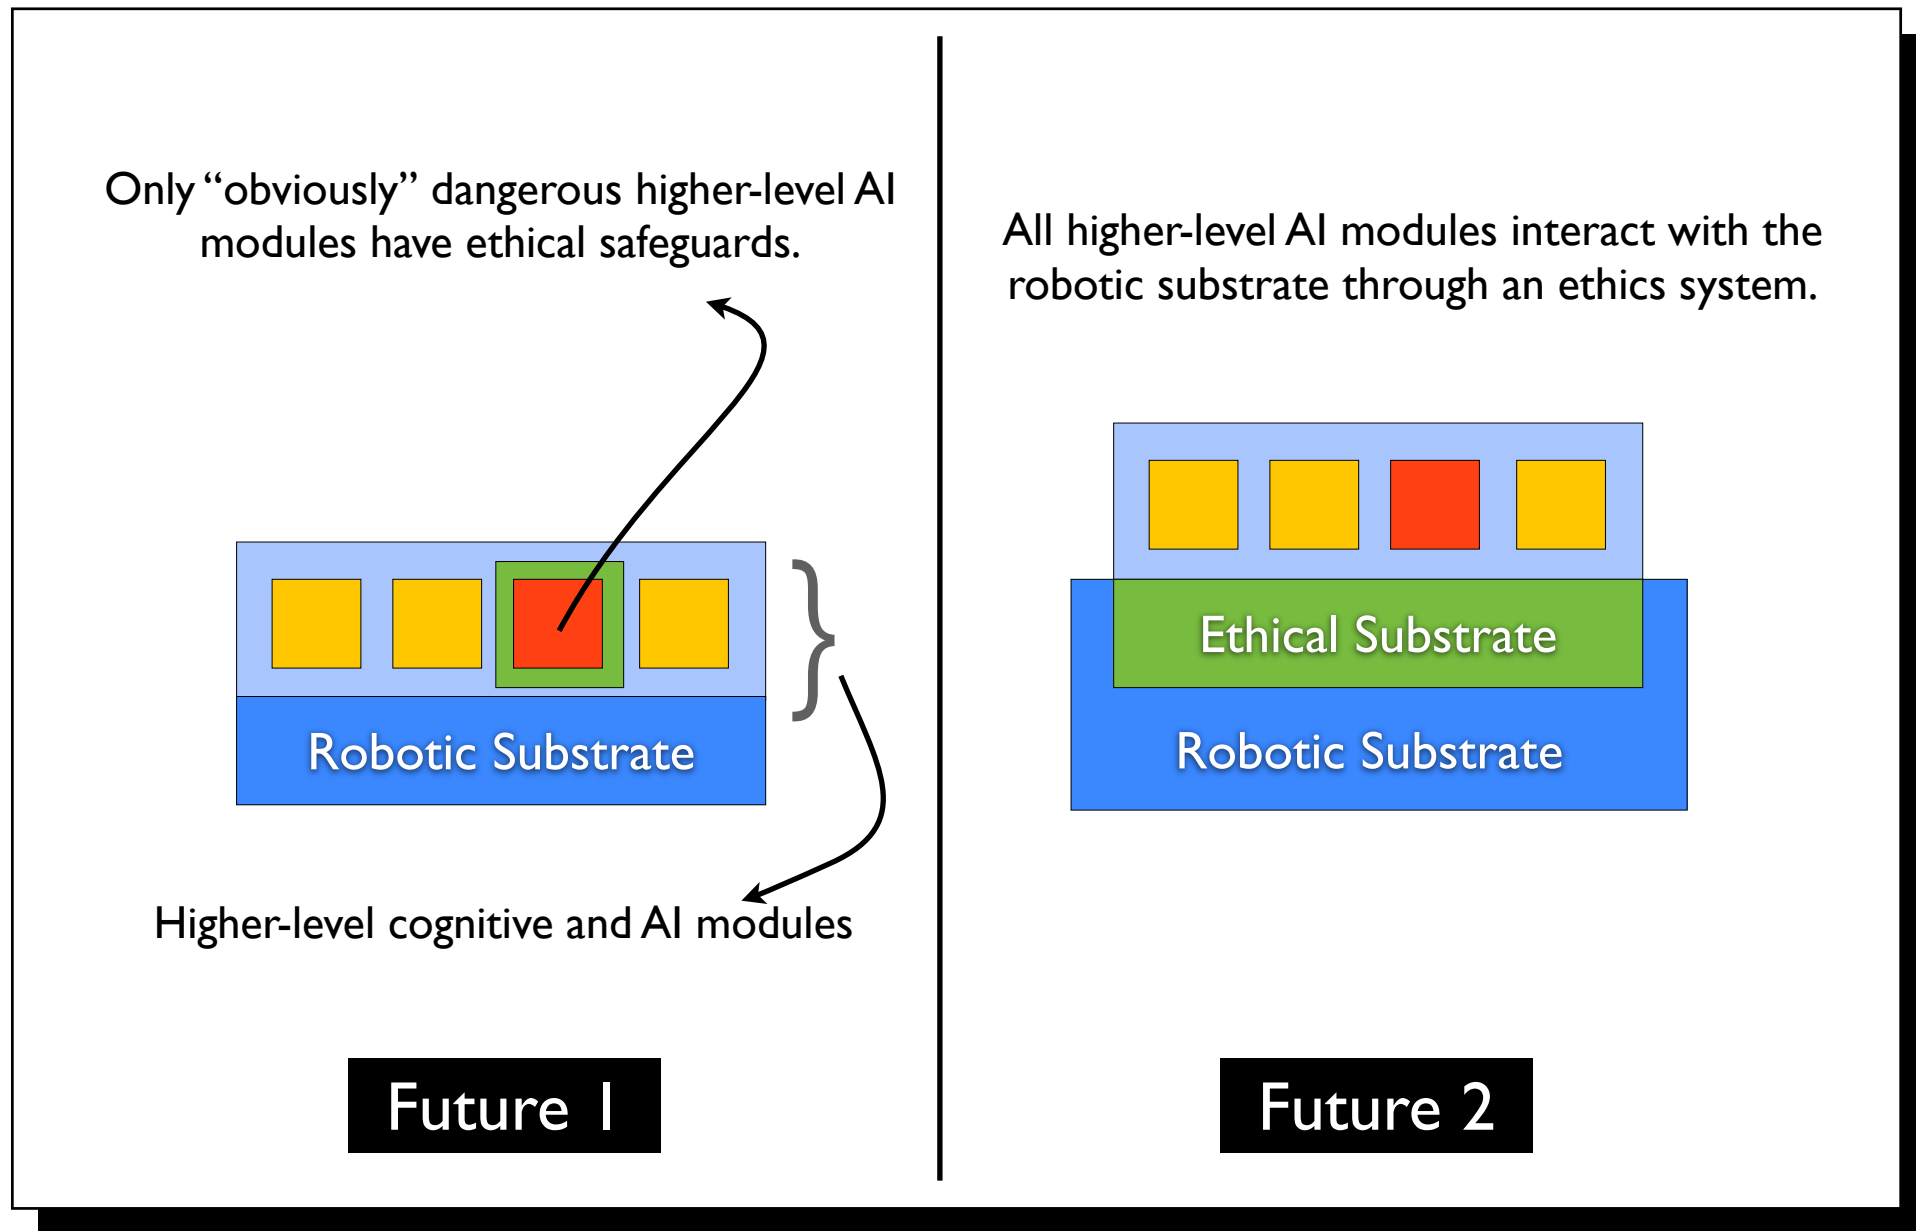 Only “obviously” dangerous higher-level AI
modules have ethical safeguards.
Robotic Substrate
Higher-level cognitive and AI modules
Future 1
All higher-level AI modules interact with the
robotic substrate through an ethics system.
Ethical Substrate
Robotic Substrate
Future 2